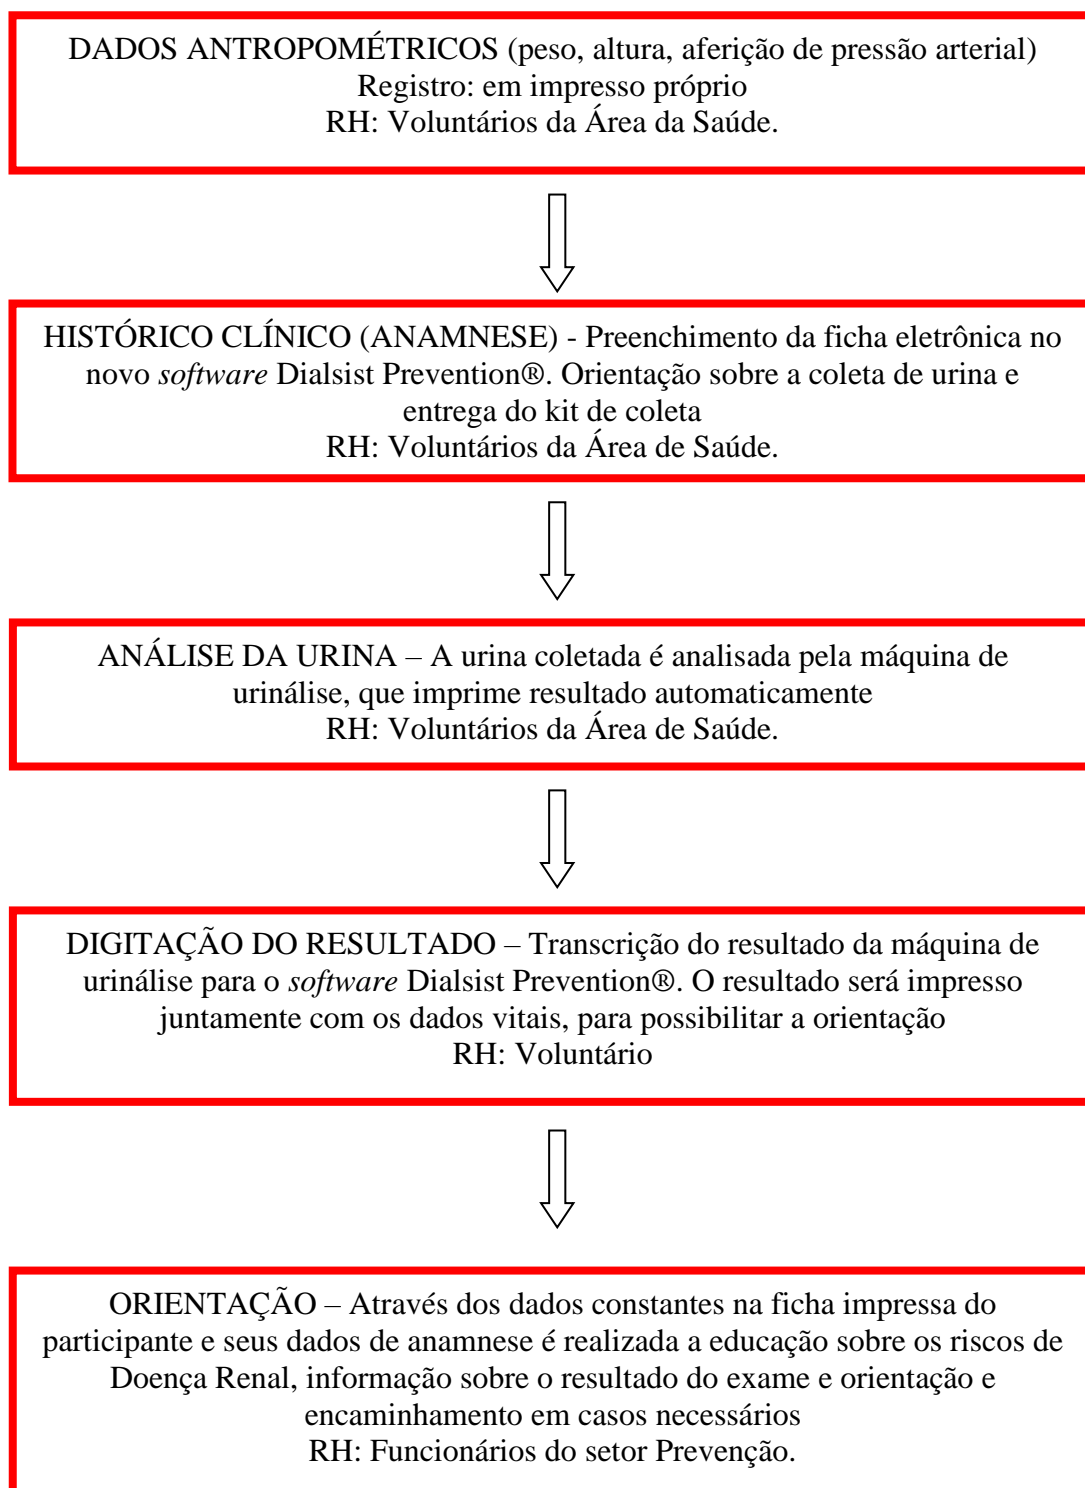 DADOS ANTROPOMÉTRICOS (peso, altura, aferição de pressão arterial)
Registro: em impresso próprio
RH: Voluntários da Área da Saúde.
HISTÓRICO CLÍNICO (ANAMNESE) - Preenchimento da ficha eletrônica no
novo software Dialsist Prevention®. Orientação sobre a coleta de urina e
entrega do kit de coleta
RH: Voluntários da Área de Saúde.
ANÁLISE DA URINA – A urina coletada é analisada pela máquina de
urinálise, que imprime resultado automaticamente
RH: Voluntários da Área de Saúde.
DIGITAÇÃO DO RESULTADO – Transcrição do resultado da máquina de
urinálise para o software Dialsist Prevention®. O resultado será impresso
juntamente com os dados vitais, para possibilitar a orientação
RH: Voluntário
ORIENTAÇÃO – Através dos dados constantes na ficha impressa do
participante e seus dados de anamnese é realizada a educação sobre os riscos de
Doença Renal, informação sobre o resultado do exame e orientação e
encaminhamento em casos necessários
RH: Funcionários do setor Prevenção.